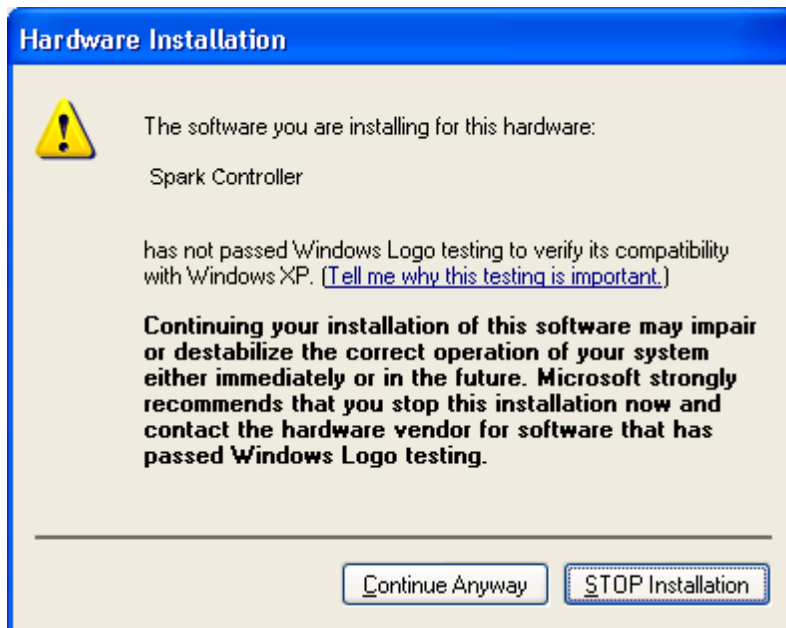 Hardware Installation
The software you are installing for this hardware:
Spark Controller
has not passed Windows Logo testing to verify its compatibility
with Windows XP. (Tell me why this testing is important.)
Continuing your installation of this software may impair
or destabilize the correct operation of your system
either immediately or in the future. Microsoft strongly
recommends that you stop this installation now and
contact the hardware vendor for software that has
passed Windows Logo testing.
Continue Anyway
STOP Installation